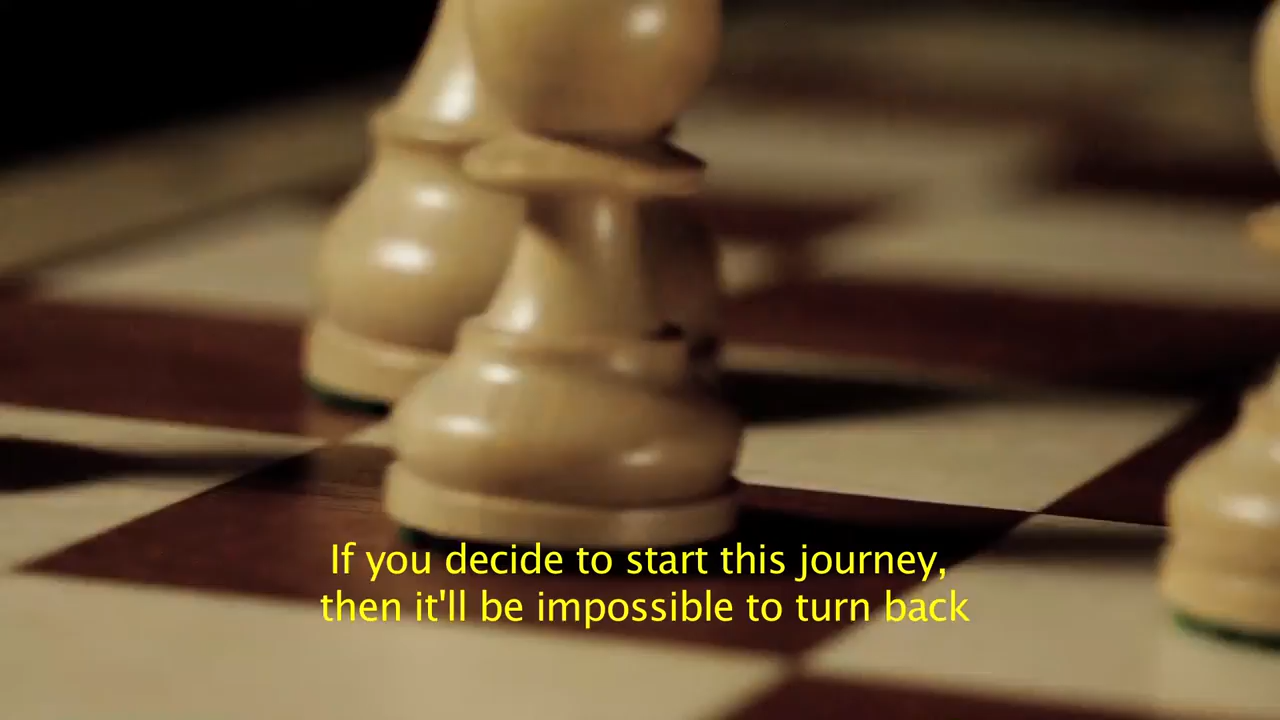 If you decide to start this journey,
then it'll be impossible to turn back